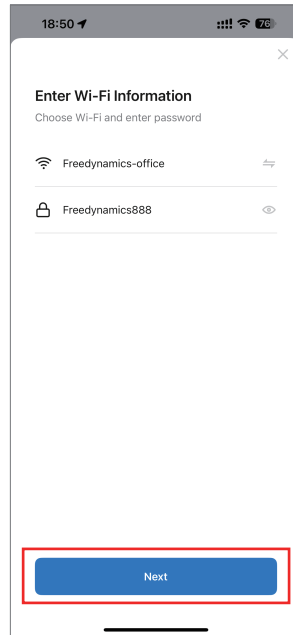 18:50
76
Enter Wi-Fi Information
Choose Wi-Fi and enter password
Freedynamics-office
Freedynamics888
Next